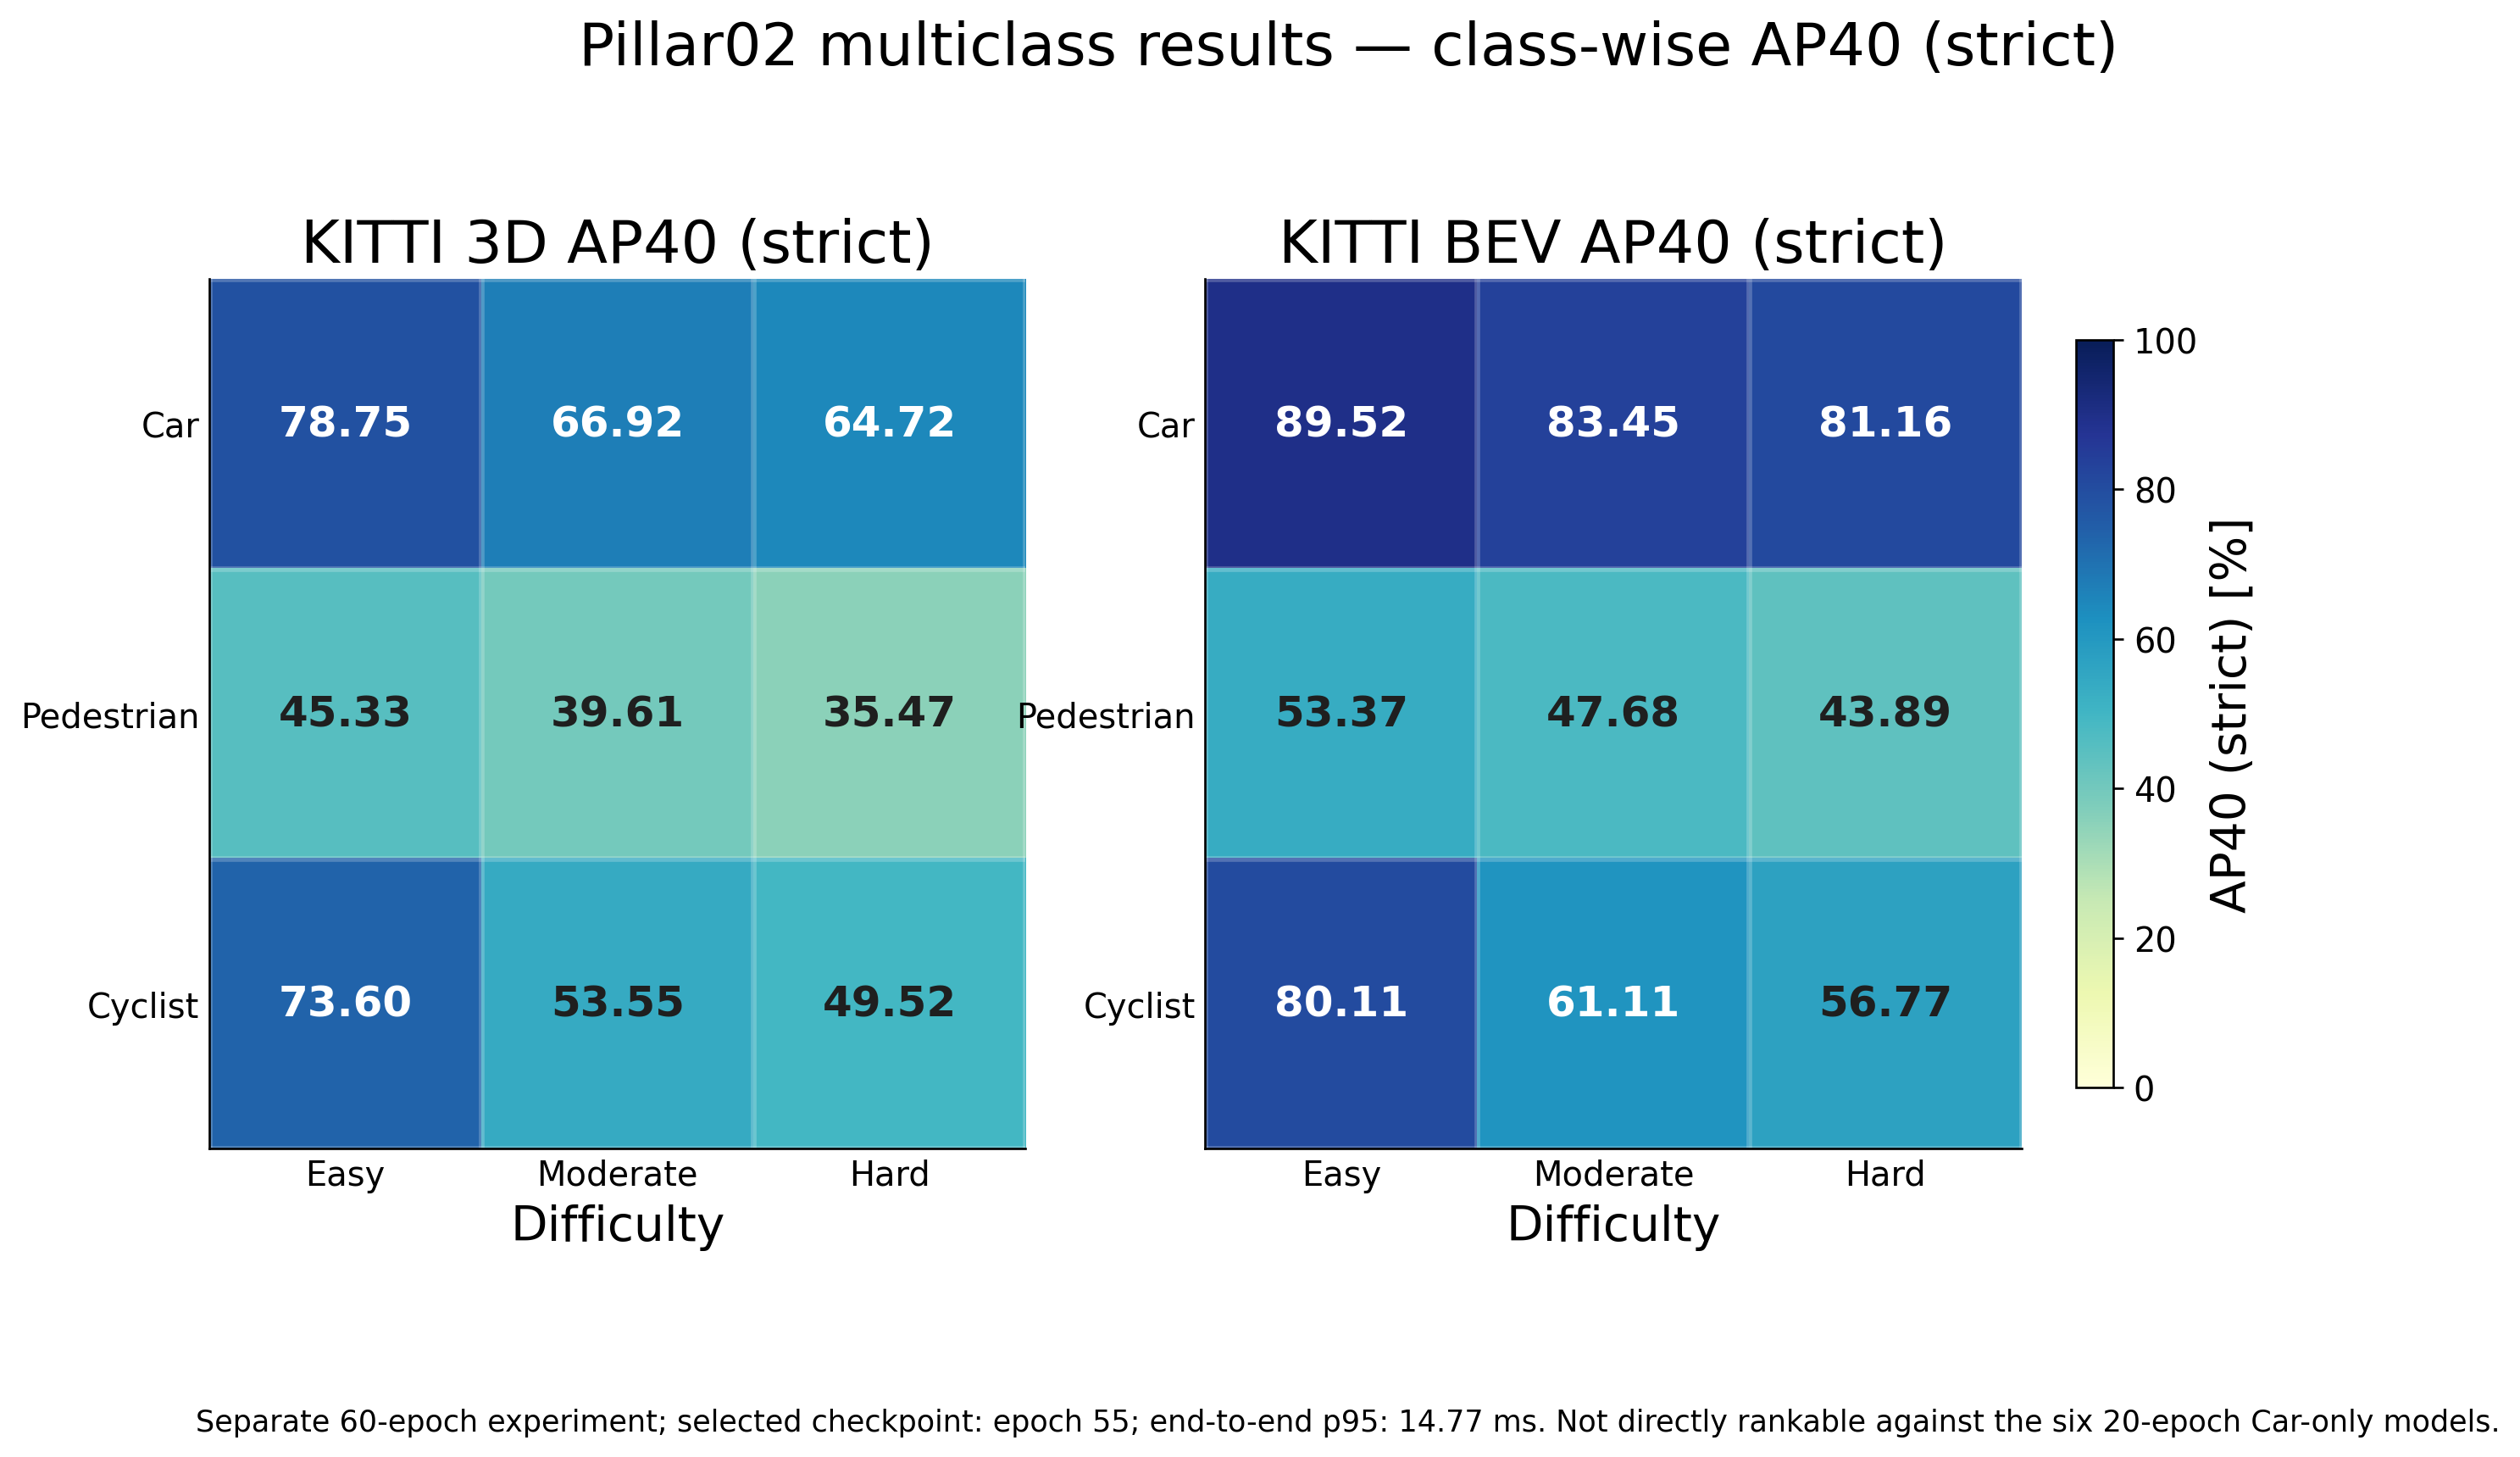 Pillar02 multiclass results — class-wise AP40 (strict)
KITTI 3D AP40 (strict)
Car 78.75 66.92 64.72
Pedestrian 45.33 39.61 35.47
Cyclist 73.60 53.55 49.52
Easy Moderate Hard
Difficulty
KITTI BEV AP40 (strict)
Car 89.52 83.45 81.16
Pedestrian 53.37 47.68 43.89
Cyclist 80.11 61.11 56.77
Easy Moderate Hard
Difficulty
100
80
60
40
20
0
AP40 (strict) [%]
Separate 60-epoch experiment; selected checkpoint: epoch 55; end-to-end p95: 14.77 ms. Not directly rankable against the six 20-epoch Car-only models.